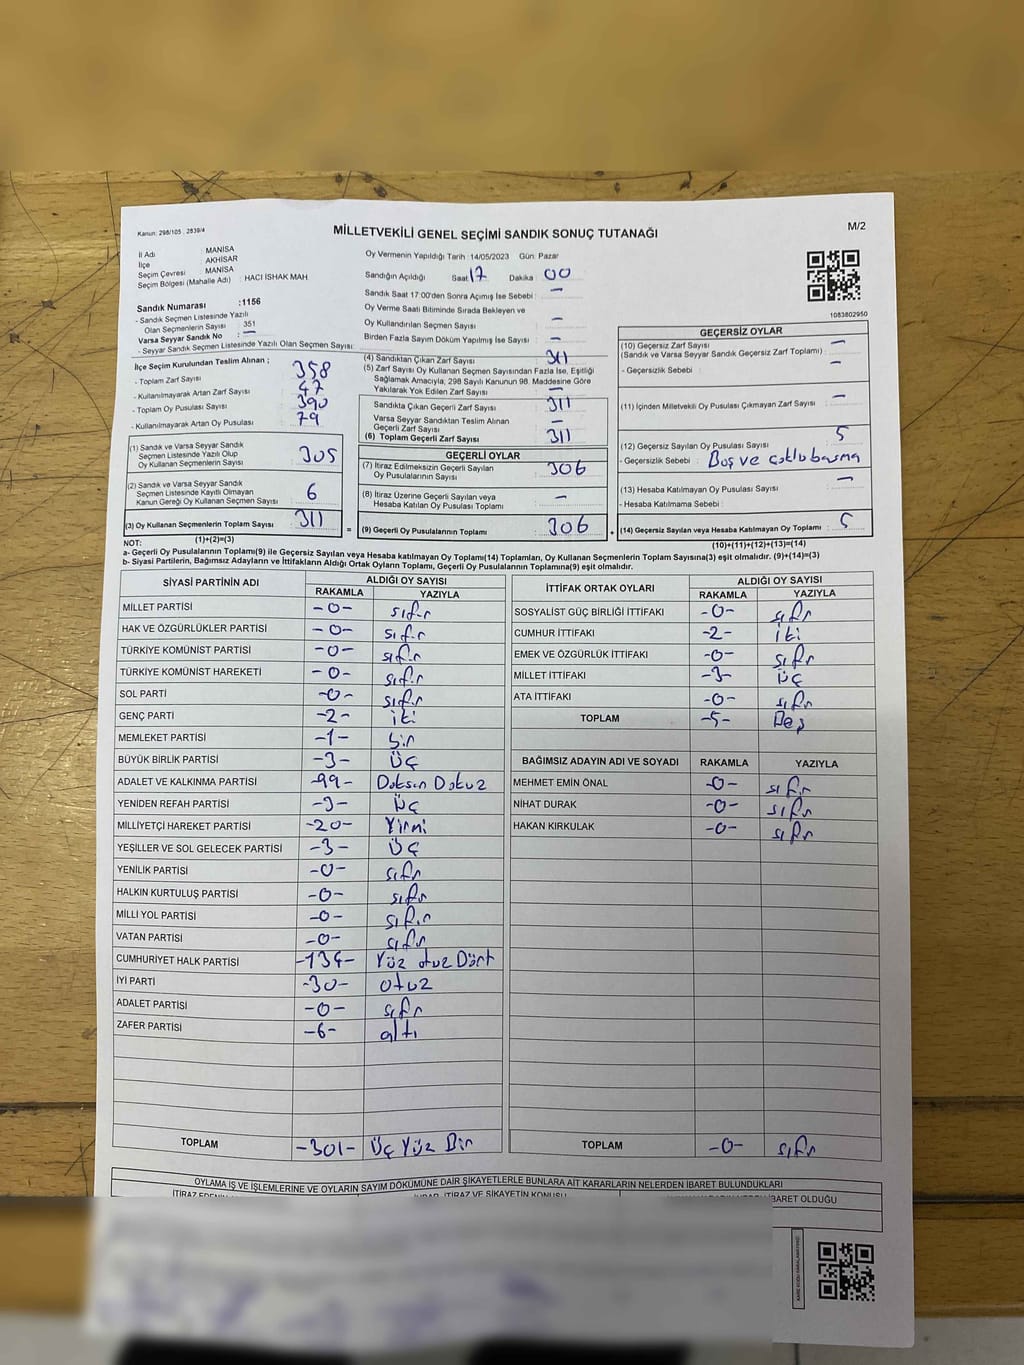 Kanun: 298/105 , 2839/4
MİLLETVEKİLİ GENEL SEÇİMİ SANDIK SONUÇ TUTANAĞI
M/2
İl Adı : MANİSA
İlçe : AKHİSAR
Seçim Çevresi : MANİSA
Seçim Bölgesi (Mahalle Adı) : HACI İSHAK MAH
Sandık Numarası :1156
- Sandık Seçmen Listesinde Yazılı
Olan Seçmenlerin Sayısı : 351
Varsa Seyyar Sandık No : —
- Seyyar Sandık Seçmen Listesinde Yazılı Olan Seçmen Sayısı:
Oy Vermenin Yapıldığı Tarih :14/05/2023 Gün: Pazar
Sandığın Açıldığı Saat 17 Dakika 00
Sandık Saat 17:00'den Sonra Açılmış İse Sebebi : —
Oy Verme Saati Bitiminde Sırada Bekleyen ve
Oy Kullandırılan Seçmen Sayısı : —
Birden Fazla Sayım Döküm Yapılmış İse Sayısı : —
1083802950
İlçe Seçim Kurulundan Teslim Alınan ;
- Toplam Zarf Sayısı : 358
- Kullanılmayarak Artan Zarf Sayısı : 47
- Toplam Oy Pusulası Sayısı : 390
- Kullanılmayarak Artan Oy Pusulası : 79
(1) Sandık ve Varsa Seyyar Sandık
Seçmen Listesinde Yazılı Olup
Oy Kullanan Seçmenlerin Sayısı : 305
(2) Sandık ve Varsa Seyyar Sandık
Seçmen Listesinde Kayıtlı Olmayan
Kanun Gereği Oy Kullanan Seçmen Sayısı : 6
(3) Oy Kullanan Seçmenlerin Toplam Sayısı : 311
(1)+(2)=(3)
(4) Sandıktan Çıkan Zarf Sayısı : 311
(5) Zarf Sayısı Oy Kullanan Seçmen Sayısından Fazla İse, Eşitliği
Sağlamak Amacıyla, 298 Sayılı Kanunun 98. Maddesine Göre
Yakılarak Yok Edilen Zarf Sayısı : —
Sandıkta Çıkan Geçerli Zarf Sayısı : 311
Varsa Seyyar Sandıktan Teslim Alınan
Geçerli Zarf Sayısı : —
(6) Toplam Geçerli Zarf Sayısı : 311
GEÇERLİ OYLAR
(7) İtiraz Edilmeksizin Geçerli Sayılan
Oy Pusulalarının Sayısı : 306
(8) İtiraz Üzerine Geçerli Sayılan veya
Hesaba Katılan Oy Pusulası Toplamı : —
= (9) Geçerli Oy Pusulalarının Toplamı : 306
GEÇERSİZ OYLAR
(10) Geçersiz Zarf Sayısı : —
(Sandık ve Varsa Seyyar Sandık Geçersiz Zarf Toplamı)
- Geçersizlik Sebebi : —
(11) İçinden Milletvekili Oy Pusulası Çıkmayan Zarf Sayısı : —
(12) Geçersiz Sayılan Oy Pusulası Sayısı : 5
- Geçersizlik Sebebi : Boş ve çoklu basma
(13) Hesaba Katılmayan Oy Pusulası Sayısı : —
- Hesaba Katılmama Sebebi :
+ (14) Geçersiz Sayılan veya Hesaba Katılmayan Oy Toplamı : 5
(10)+(11)+(12)+(13)=(14)
NOT:
a- Geçerli Oy Pusulalarının Toplamı(9) ile Geçersiz Sayılan veya Hesaba katılmayan Oy Toplamı(14) Toplamları, Oy Kullanan Seçmenlerin Toplam Sayısına(3) eşit olmalıdır. (9)+(14)=(3)
b- Siyasi Partilerin, Bağımsız Adayların ve İttifakların Aldığı Ortak Oyların Toplamı, Geçerli Oy Pusulalarının Toplamına(9) eşit olmalıdır.
SİYASİ PARTİNİN ADI ALDIĞI OY SAYISI
RAKAMLA YAZIYLA
MİLLET PARTİSİ -0- sıfır
HAK VE ÖZGÜRLÜKLER PARTİSİ -0- sıfır
TÜRKİYE KOMÜNİST PARTİSİ -0- sıfır
TÜRKİYE KOMÜNİST HAREKETİ -0- sıfır
SOL PARTİ -0- sıfır
GENÇ PARTİ -2- iki
MEMLEKET PARTİSİ -1- bir
BÜYÜK BİRLİK PARTİSİ -3- Üç
ADALET VE KALKINMA PARTİSİ -99- Doksan Dokuz
YENİDEN REFAH PARTİSİ -3- Üç
MİLLİYETÇİ HAREKET PARTİSİ -20- Yirmi
YEŞİLLER VE SOL GELECEK PARTİSİ -3- Üç
YENİLİK PARTİSİ -0- sıfır
HALKIN KURTULUŞ PARTİSİ -0- sıfır
MİLLİ YOL PARTİSİ -0- sıfır
VATAN PARTİSİ -0- sıfır
CUMHURİYET HALK PARTİSİ -134- Yüz otuz Dört
İYİ PARTİ -30- otuz
ADALET PARTİSİ -0- sıfır
ZAFER PARTİSİ -6- altı
TOPLAM -301- Üç Yüz Bir
İTTİFAK ORTAK OYLARI ALDIĞI OY SAYISI
RAKAMLA YAZIYLA
SOSYALİST GÜÇ BİRLİĞİ İTTİFAKI -0- sıfır
CUMHUR İTTİFAKI -2- iki
EMEK VE ÖZGÜRLÜK İTTİFAKI -0- sıfır
MİLLET İTTİFAKI -3- Üç
ATA İTTİFAKI -0- sıfır
TOPLAM -5- Beş
BAĞIMSIZ ADAYIN ADI VE SOYADI RAKAMLA YAZIYLA
MEHMET EMİN ÖNAL -0- sıfır
NİHAT DURAK -0- sıfır
HAKAN KIRKULAK -0- sıfır
TOPLAM -0- sıfır
OYLAMA İŞ VE İŞLEMLERİNE VE OYLARIN SAYIM DÖKÜMÜNE DAİR ŞİKAYETLERLE BUNLARA AİT KARARLARIN NELERDEN İBARET BULUNDUKLARI